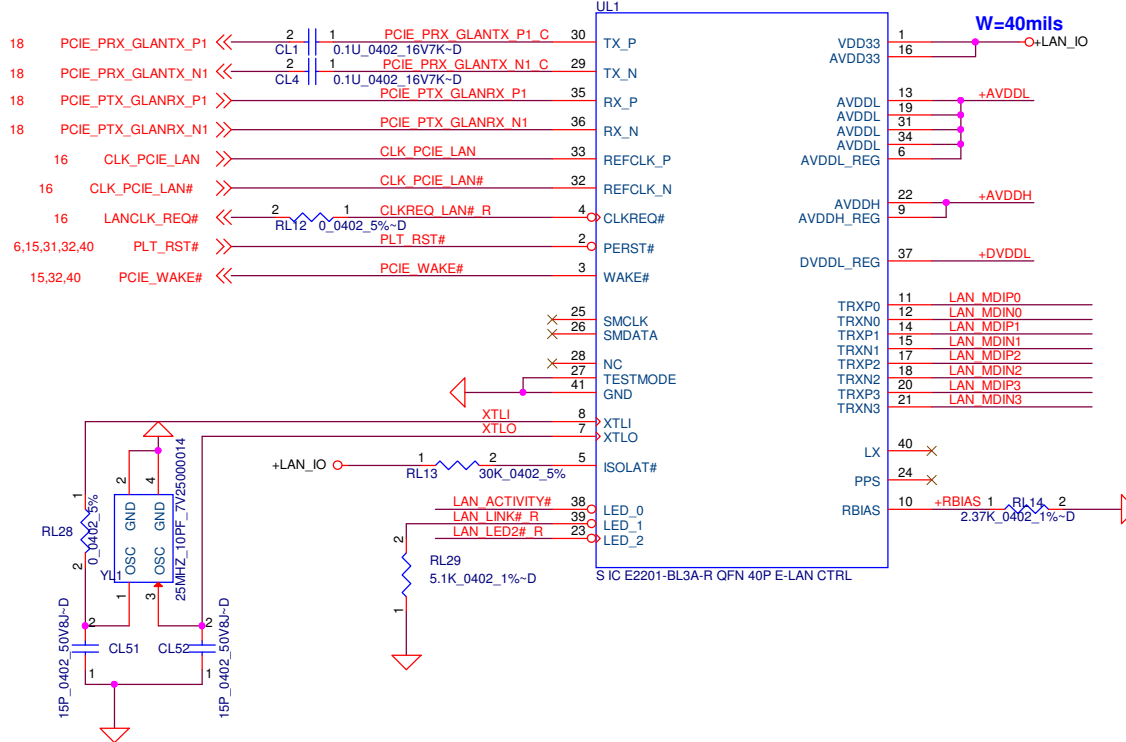 UL1
W=40mils
18 PCIE_PRX_GLANTX_P1 2 1 PCIE_PRX_GLANTX_P1_C 30 TX_P
CL1 0.1U_0402_16V7K~D
18 PCIE_PRX_GLANTX_N1 2 1 PCIE_PRX_GLANTX_N1_C 29 TX_N
CL4 0.1U_0402_16V7K~D
18 PCIE_PTX_GLANRX_P1 PCIE_PTX_GLANRX_P1 35 RX_P
18 PCIE_PTX_GLANRX_N1 PCIE_PTX_GLANRX_N1 36 RX_N
16 CLK_PCIE_LAN CLK_PCIE_LAN 33 REFCLK_P
16 CLK_PCIE_LAN# CLK_PCIE_LAN# 32 REFCLK_N
16 LANCLK_REQ# 2 1 CLKREQ_LAN#_R 4 CLKREQ#
RL12 0_0402_5%~D
6,15,31,32,40 PLT_RST# PLT_RST# 2 PERST#
15,32,40 PCIE_WAKE# PCIE_WAKE# 3 WAKE#
25 SMCLK
26 SMDATA
28 NC
27 TESTMODE
41 GND
XTLI 8 XTLI
XTLO 7 XTLO
+LAN_IO 1 2 5 ISOLAT#
RL13 30K_0402_5%
LAN_ACTIVITY# 38 LED_0
LAN_LINK#_R 39 LED_1
LAN_LED2#_R 23 LED_2
VDD33 1 +LAN_IO
AVDD33 16
AVDDL 13 +AVDDL
AVDDL 19
AVDDL 31
AVDDL 34
AVDDL_REG 6
AVDDH 22 +AVDDH
AVDDH_REG 9
DVDDL_REG 37 +DVDDL
TRXP0 11 LAN_MDIP0
TRXN0 12 LAN_MDIN0
TRXP1 14 LAN_MDIP1
TRXN1 15 LAN_MDIN1
TRXP2 17 LAN_MDIP2
TRXN2 18 LAN_MDIN2
TRXP3 20 LAN_MDIP3
TRXN3 21 LAN_MDIN3
LX 40
PPS 24
RBIAS 10 +RBIAS 1 RL14 2
2.37K_0402_1%~D
S IC E2201-BL3A-R QFN 40P E-LAN CTRL
2
RL29
5.1K_0402_1%~D
1
1
RL28
0_0402_5%
2
2 4
GND GND
OSC OSC
YL1
1 3
25MHZ_10PF_7V25000014
2 2
CL51 CL52
1 1
15P_0402_50V8J~D
15P_0402_50V8J~D